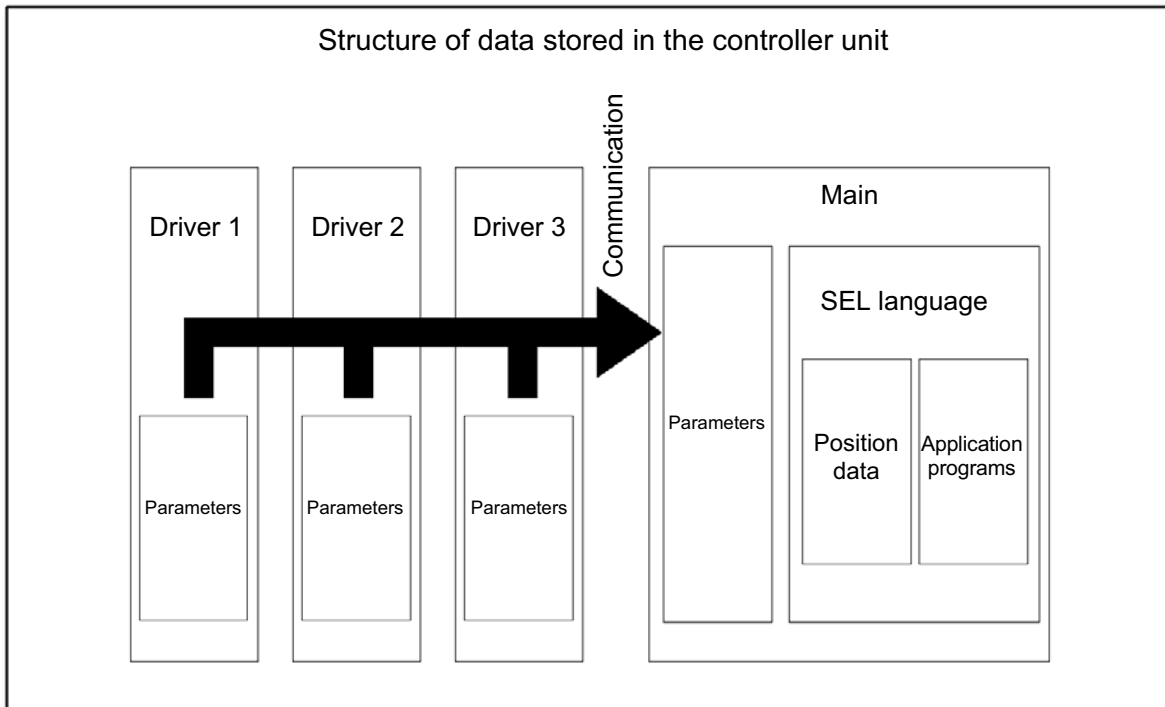 Structure of data stored in the controller unit
Communication
Driver 1
Driver 2
Driver 3
Main
SEL language
Parameters
Parameters
Parameters
Parameters
Position
data
Application
programs